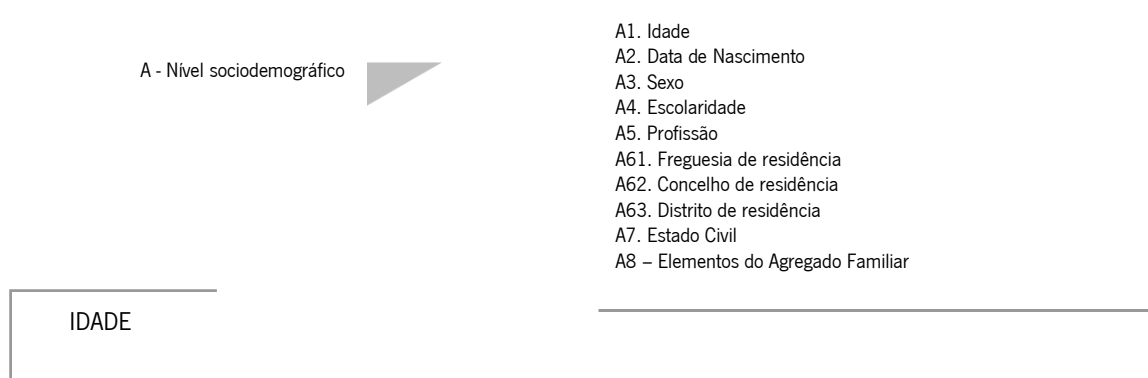 A - Nível sociodemográfico
A1. Idade
A2. Data de Nascimento
A3. Sexo
A4. Escolaridade
A5. Profissão
A61. Freguesia de residência
A62. Concelho de residência
A63. Distrito de residência
A7. Estado Civil
A8 – Elementos do Agregado Familiar
IDADE